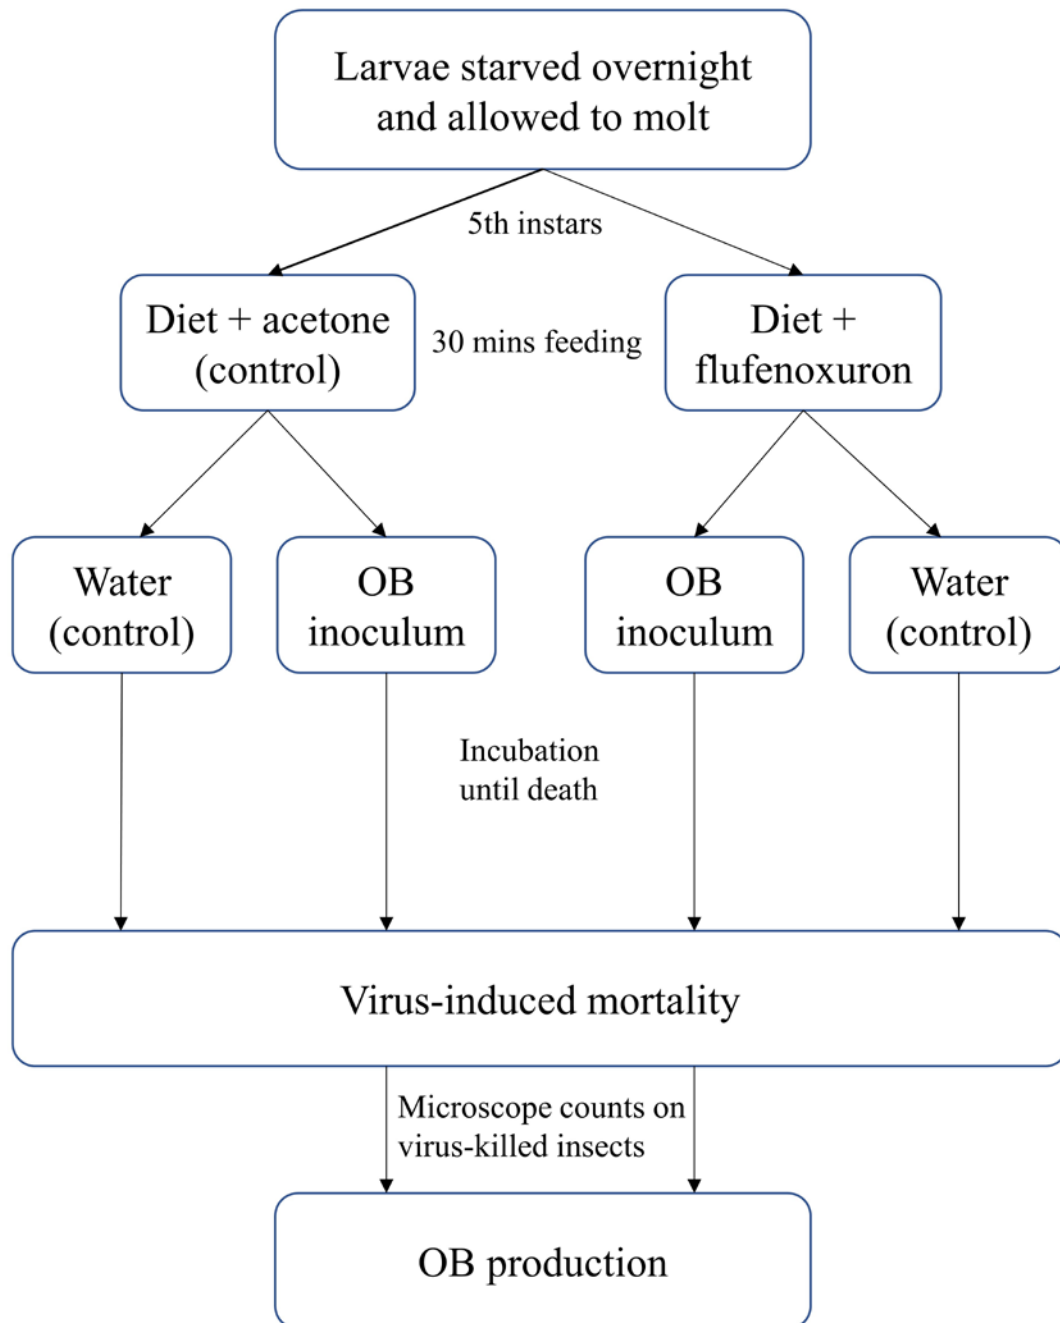 Larvae starved overnight
and allowed to molt
5th instars
Diet + acetone
(control)
30 mins feeding
Diet +
flufenoxuron
Water
(control)
OB
inoculum
OB
inoculum
Water
(control)
Incubation
until death
Virus-induced mortality
Microscope counts on
virus-killed insects
OB production